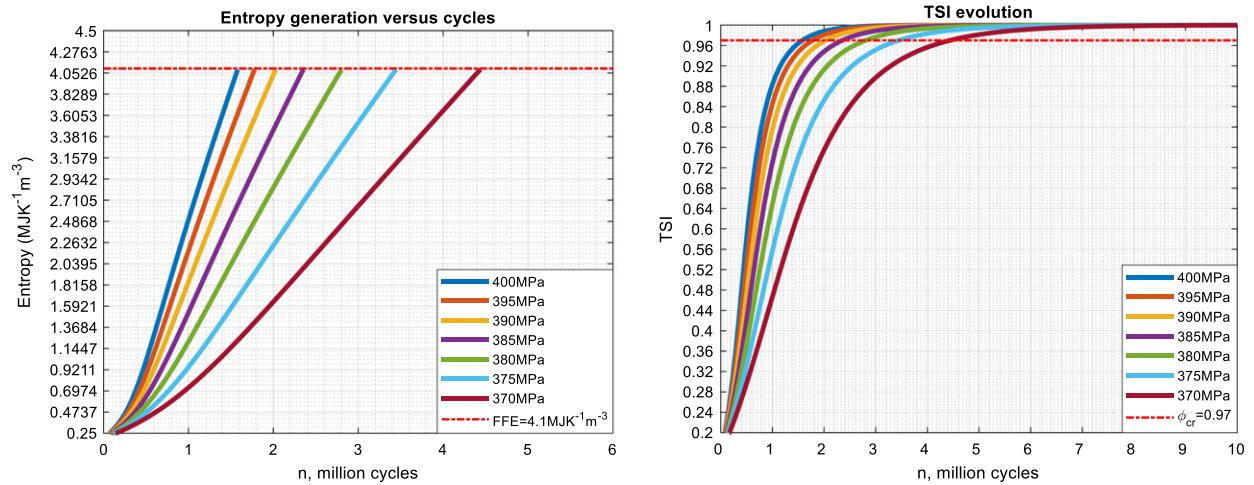 Entropy generation versus cycles
4.5
4.2763
4.0526
3.8289
3.6053
3.3816
3.1579
2.9342
2.7105
2.4868
2.2632
2.0395
1.8158
1.5921
1.3684
1.1447
0.9211
0.6974
0.4737
0.25
Entropy (MJK⁻¹m⁻³)
400MPa
395MPa
390MPa
385MPa
380MPa
375MPa
370MPa
FFE=4.1MJK⁻¹m⁻³
0 1 2 3 4 5 6
n, million cycles
TSI evolution
1
0.96
0.92
0.88
0.84
0.8
0.76
0.72
0.68
0.64
0.6
0.56
0.52
0.48
0.44
0.4
0.36
0.32
0.28
0.24
0.2
TSI
400MPa
395MPa
390MPa
385MPa
380MPa
375MPa
370MPa
ϕcr=0.97
0 1 2 3 4 5 6 7 8 9 10
n, million cycles